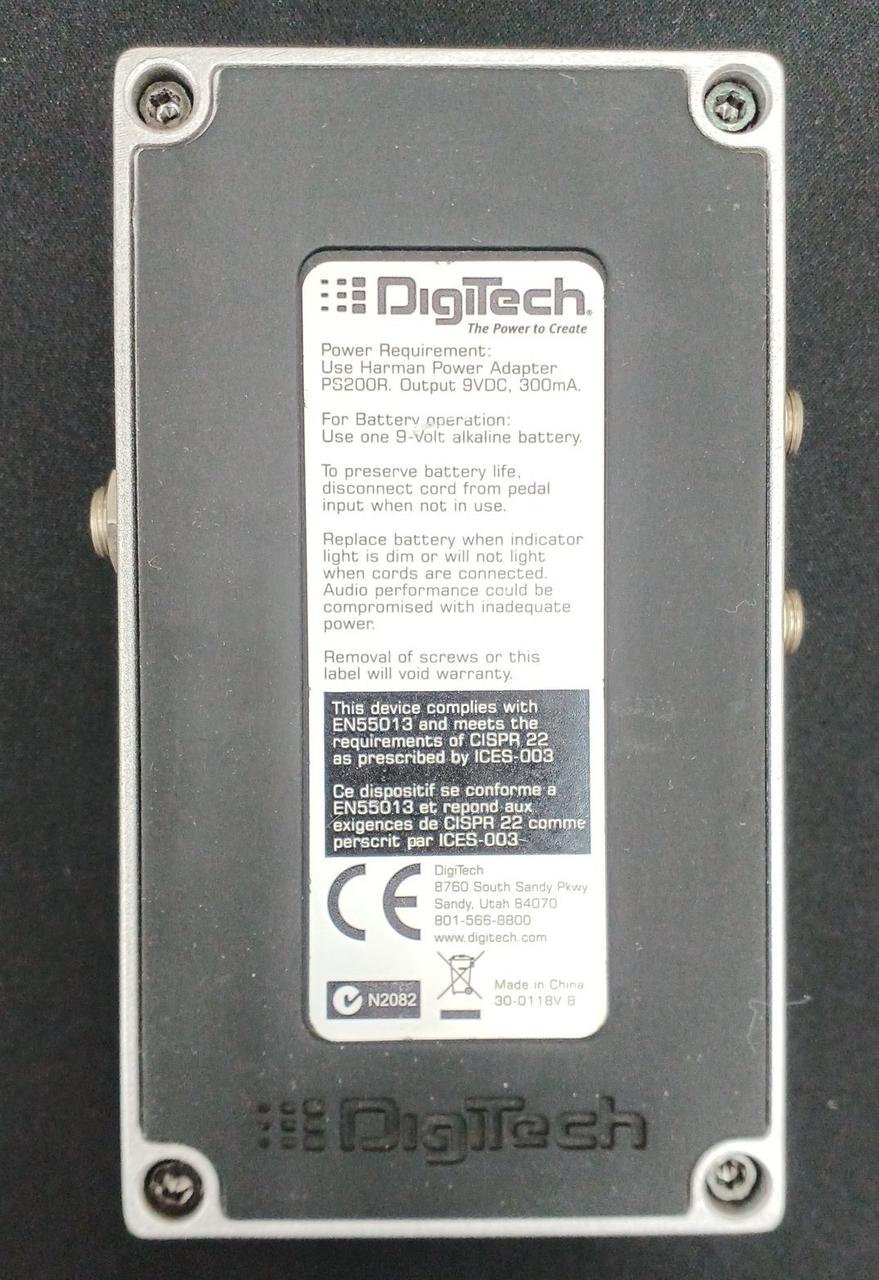 DigiTech®
The Power to Create
Power Requirement:
Use Harman Power Adapter
PS200R. Output 9VDC, 300mA.
For Battery operation:
Use one 9-Volt alkaline battery.
To preserve battery life,
disconnect cord from pedal
input when not in use.
Replace battery when indicator
light is dim or will not light
when cords are connected.
Audio performance could be
compromised with inadequate
power.
Removal of screws or this
label will void warranty.
This device complies with
EN55013 and meets the
requirements of CISPR 22
as prescribed by ICES-003
Ce dispositif se conforme a
EN55013 et repond aux
exigences de CISPR 22 comme
perscrit par ICES-003
CE
DigiTech
8760 South Sandy Pkwy
Sandy, Utah 84070
801-566-8800
www.digitech.com
N2082
Made in China
30-0118V B
DigiTech